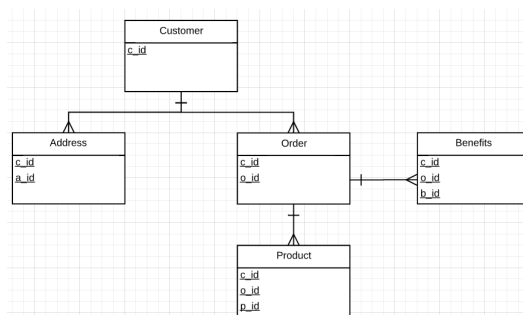 Customer
c_id
Address
c_id
a_id
Order
c_id
o_id
Benefits
c_id
o_id
b_id
Product
c_id
o_id
p_id